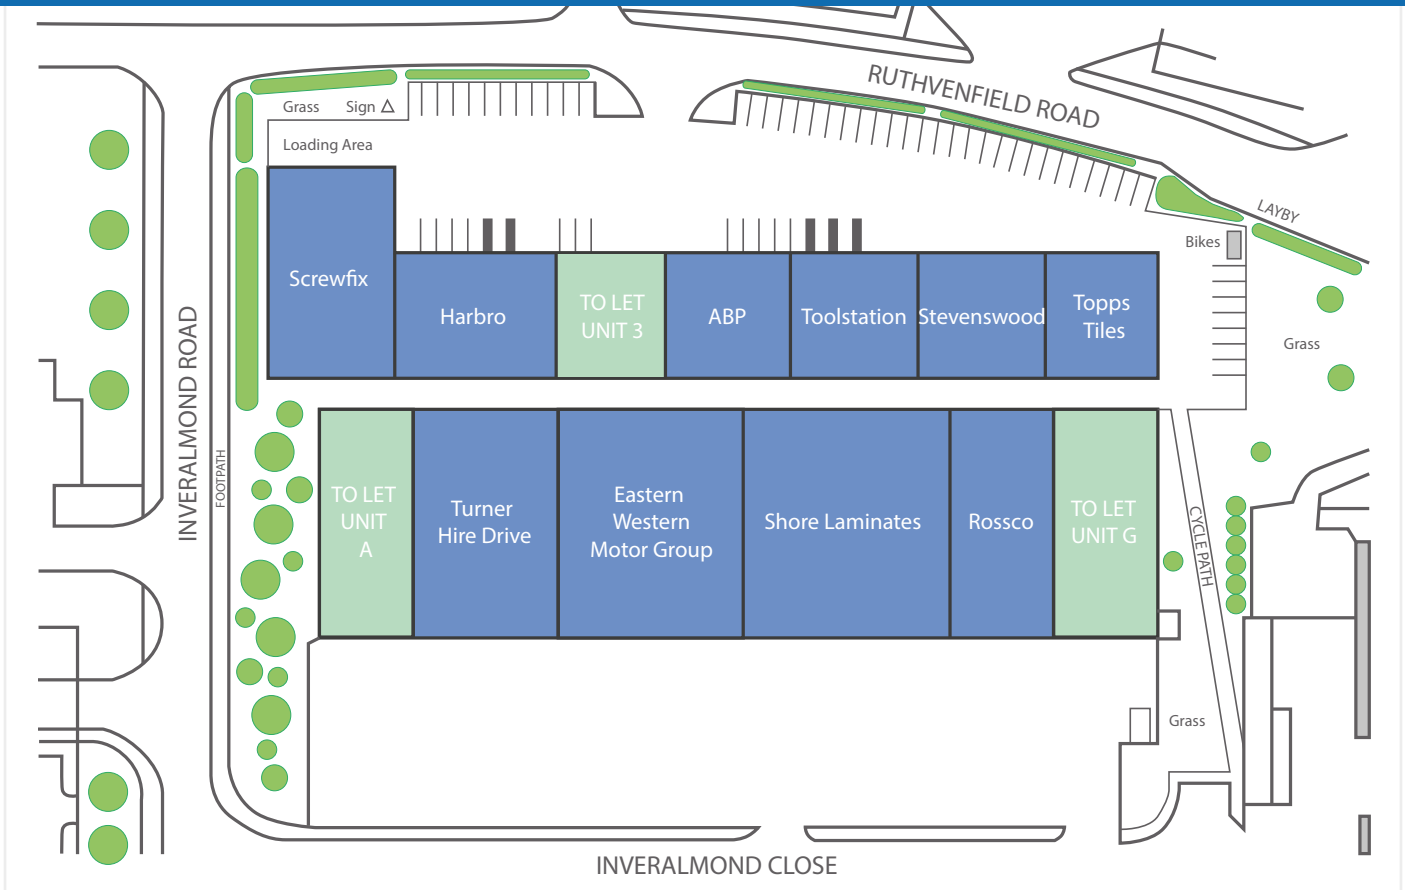 RUTHVENFIELD ROAD
Grass
Sign
Loading Area
LAYBY
Bikes
Screwfix
Harbro
TO LET
UNIT 3
ABP
Toolstation
Stevenswood
Topps
Tiles
Grass
INVERALMOND ROAD
FOOTPATH
TO LET
UNIT
A
Turner
Hire Drive
Eastern
Western
Motor Group
Shore Laminates
Rossco
TO LET
UNIT G
CYCLE PATH
Grass
INVERALMOND CLOSE